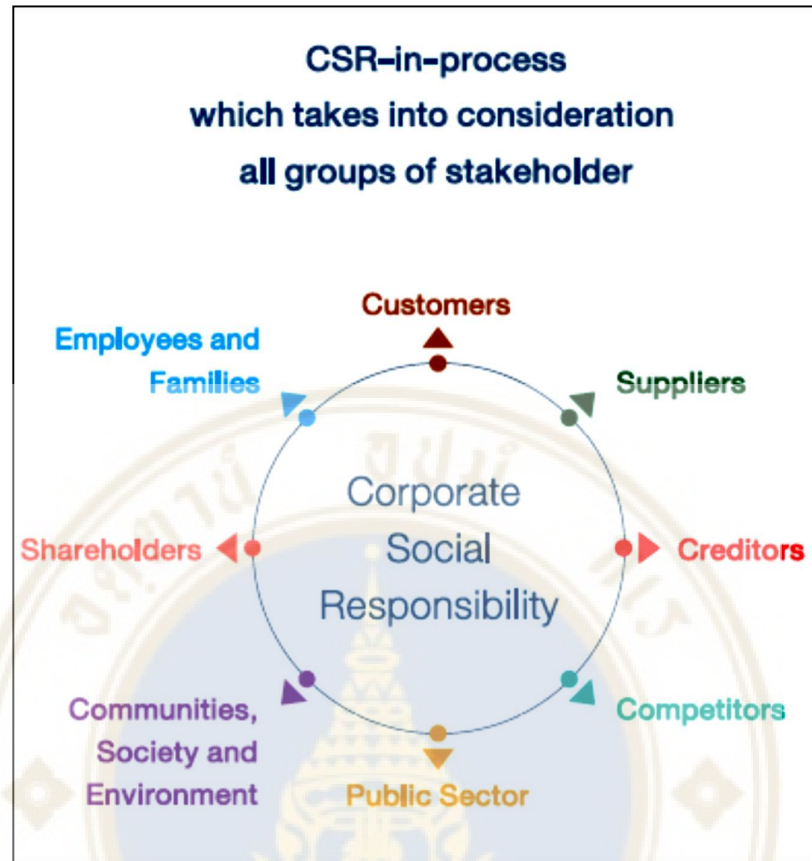 CSR-in-process
which takes into consideration
all groups of stakeholder
Customers
Employees and
Families
Suppliers
Corporate
Social
Responsibility
Shareholders
Creditors
Communities,
Society and
Environment
Competitors
Public Sector